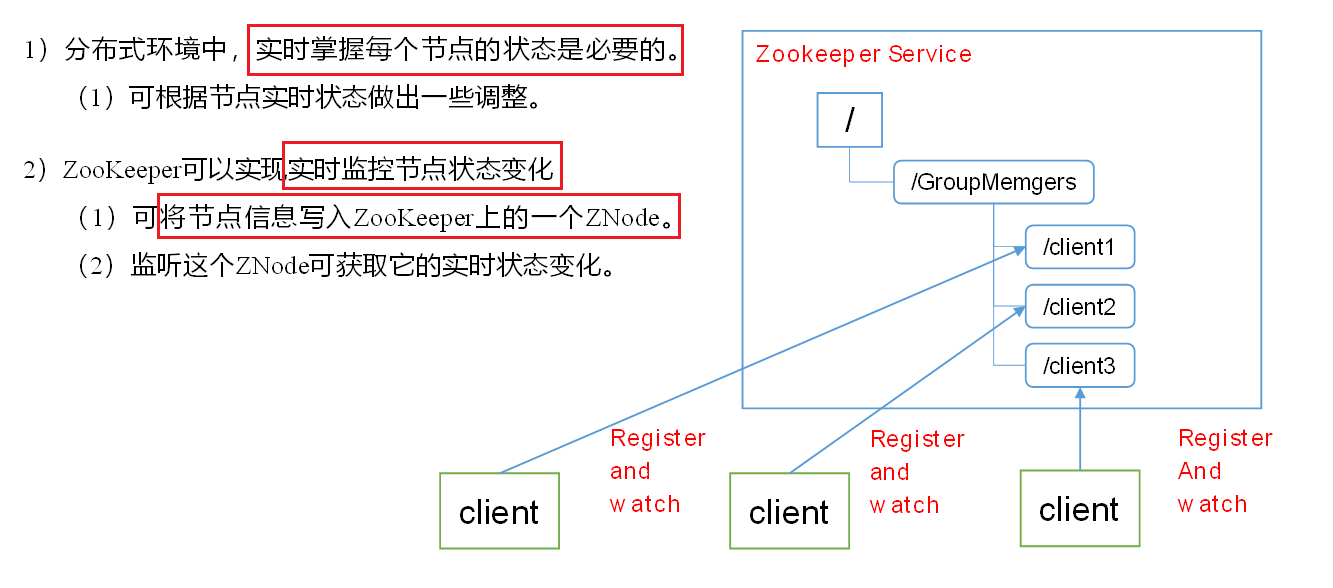 1）分布式环境中，实时掌握每个节点的状态是必要的。
（1）可根据节点实时状态做出一些调整。
2）ZooKeeper可以实现实时监控节点状态变化
（1）可将节点信息写入ZooKeeper上的一个ZNode。
（2）监听这个ZNode可获取它的实时状态变化。
Zookeeper Service
/
/GroupMemgers
/client1
/client2
/client3
Register
and
watch
Register
and
watch
Register
And
watch
client
client
client